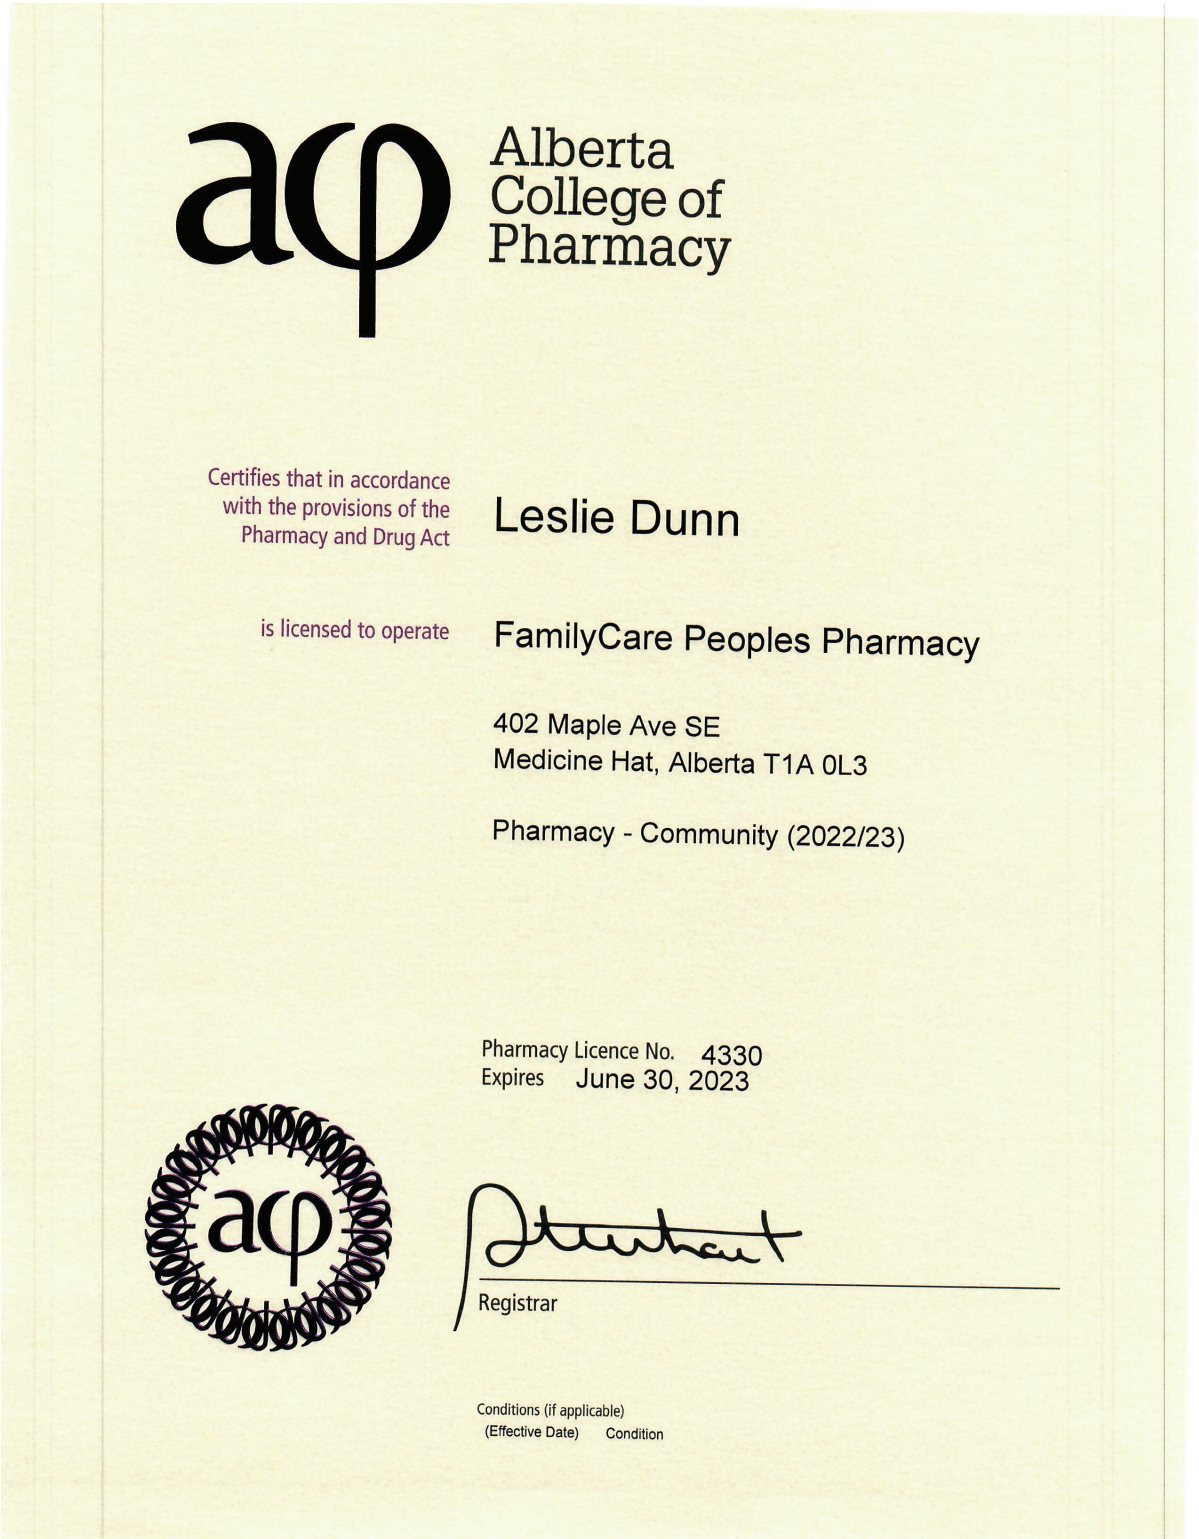 aφ
Alberta
College of
Pharmacy
Certifies that in accordance
with the provisions of the
Pharmacy and Drug Act
Leslie Dunn
is licensed to operate
FamilyCare Peoples Pharmacy
402 Maple Ave SE
Medicine Hat, Alberta T1A 0L3
Pharmacy - Community (2022/23)
Pharmacy Licence No. 4330
Expires June 30, 2023
aφ
Registrar
Conditions (if applicable)
(Effective Date) Condition